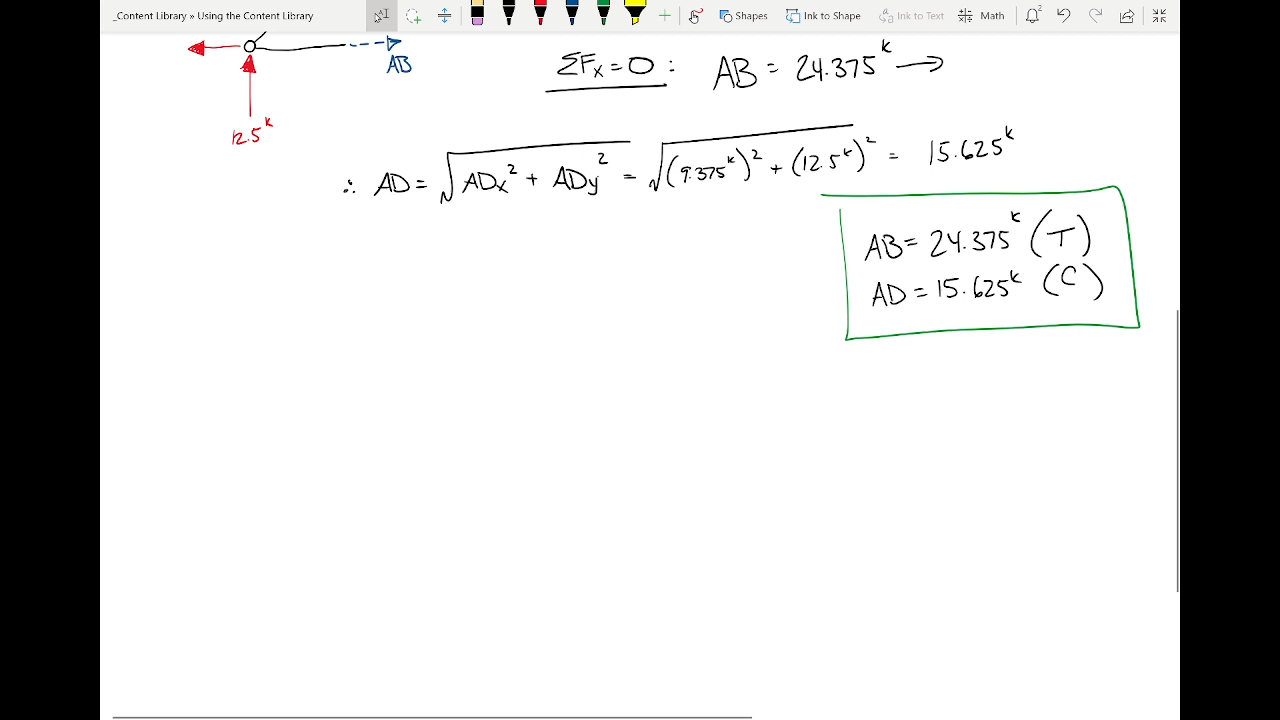 _Content Library » Using the Content Library
Shapes
Ink to Shape
Ink to Text
Math
AB
12.5ᵏ
ΣFₓ = 0 : AB = 24.375ᵏ →
∴ AD = √(ADx² + ADy²) = √((9.375ᵏ)² + (12.5ᵏ)²) = 15.625ᵏ
AB = 24.375ᵏ (T)
AD = 15.625ᵏ (C)